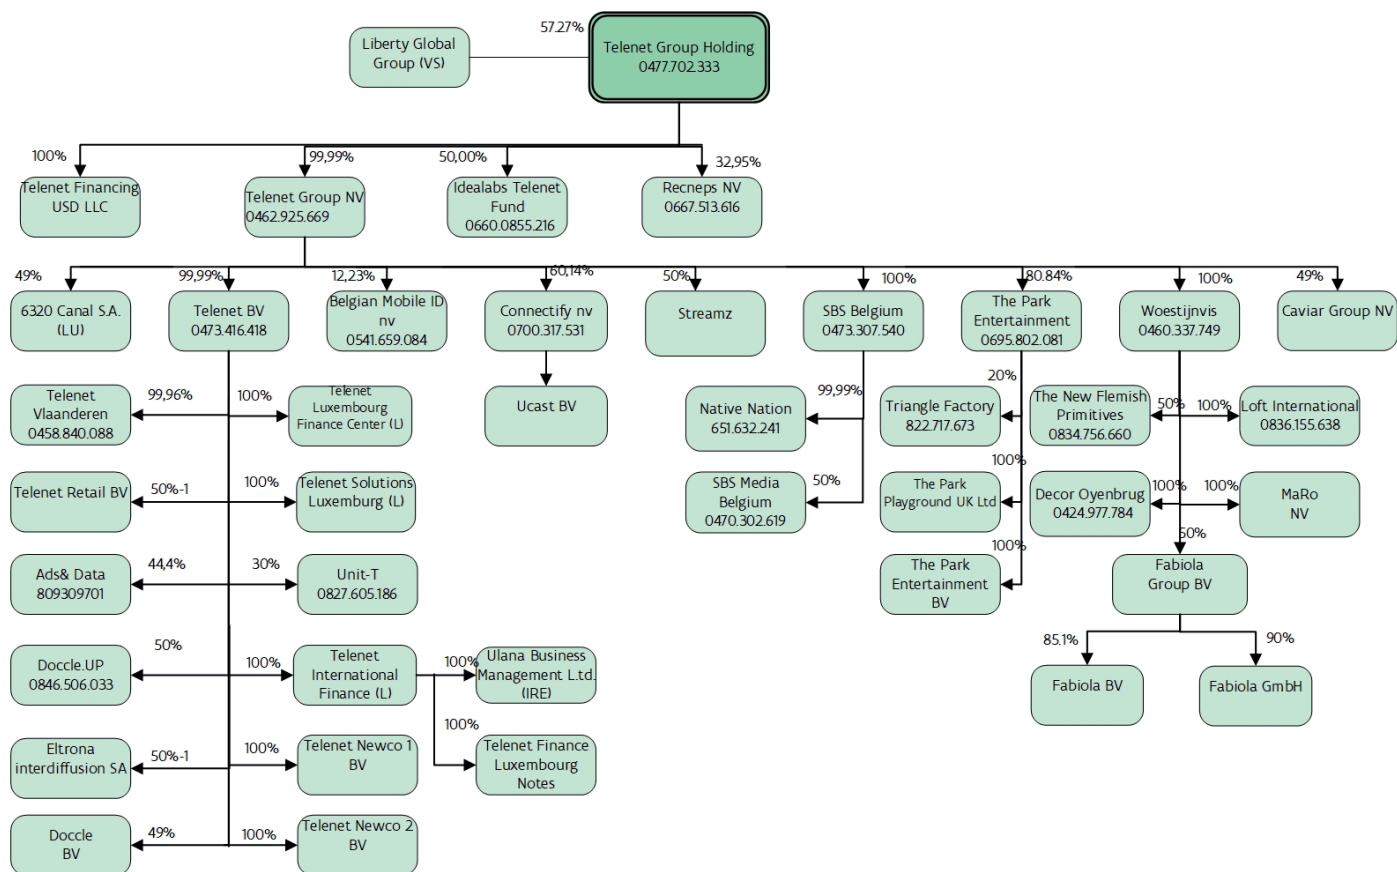 57.27%
Liberty Global
Group (VS)
Telenet Group Holding
0477.702.333
100%
99,99%
50,00%
32,95%
Telenet Financing
USD LLC
Telenet Group NV
0462.925.669
Idealabs Telenet
Fund
0660.0855.216
Recneps NV
0667.513.616
49%
99,99%
12,23%
60,14%
50%
100%
80.84%
100%
49%
6320 Canal S.A.
(LU)
Telenet BV
0473.416.418
Belgian Mobile ID
nv
0541.659.084
Connectify nv
0700.317.531
Streamz
SBS Belgium
0473.307.540
The Park
Entertainment
0695.802.081
Woestijnvis
0460.337.749
Caviar Group NV
Telenet
Vlaanderen
0458.840.088
99,96%
100%
Telenet
Luxembourg
Finance Center (L)
Ucast BV
99,99%
Native Nation
651.632.241
20%
Triangle Factory
822.717.673
The New Flemish
Primitives
0834.756.660
50%
100%
Loft International
0836.155.638
Telenet Retail BV
50%-1
100%
Telenet Solutions
Luxemburg (L)
SBS Media
Belgium
0470.302.619
50%
100%
The Park
Playground UK Ltd
Decor Oyenbrug
0424.977.784
100%
100%
MaRo
NV
Ads& Data
809309701
44,4%
30%
Unit-T
0827.605.186
100%
The Park
Entertainment
BV
50%
Fabiola
Group BV
Doccle.UP
0846.506.033
50%
100%
Telenet
International
Finance (L)
100%
Ulana Business
Management L.td.
(IRE)
85.1%
90%
Fabiola BV
Fabiola GmbH
Eltrona
interdiffusion SA
50%-1
100%
Telenet Newco 1
BV
100%
Telenet Finance
Luxembourg
Notes
Doccle
BV
49%
100%
Telenet Newco 2
BV